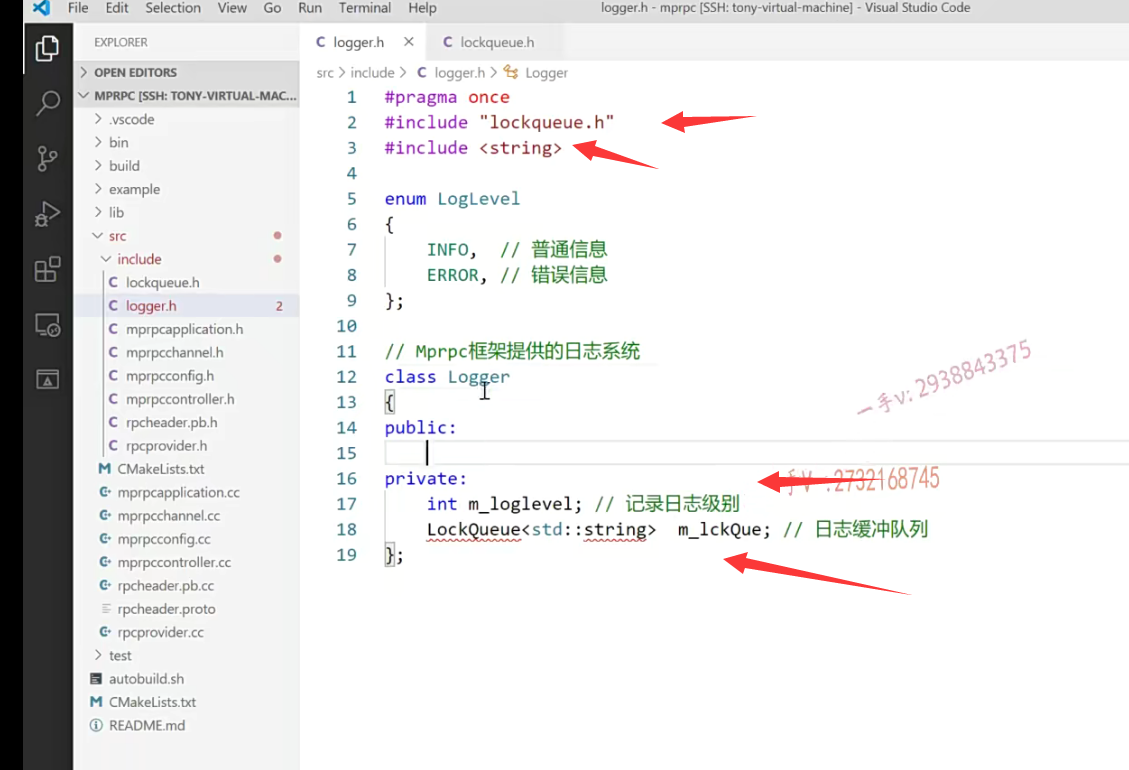 File Edit Selection View Go Run Terminal Help
logger.h - mprpc [SSH: tony-virtual-machine] - Visual Studio Code
EXPLORER
OPEN EDITORS
MPRPC [SSH: TONY-VIRTUAL-MAC...
.vscode
bin
build
example
lib
src
include
lockqueue.h
logger.h 2
mprpcapplication.h
mprpcchannel.h
mprpcconfig.h
mprpccontroller.h
rpcheader.pb.h
rpcprovider.h
CMakeLists.txt
mprpcapplication.cc
mprpcchannel.cc
mprpcconfig.cc
mprpccontroller.cc
rpcheader.pb.cc
rpcheader.proto
rpcprovider.cc
test
autobuild.sh
CMakeLists.txt
README.md
logger.h
lockqueue.h
src > include > logger.h > Logger
1 #pragma once
2 #include "lockqueue.h"
3 #include <string>
4
5 enum LogLevel
6 {
7 INFO, // 普通信息
8 ERROR, // 错误信息
9 };
10
11 // Mprpc框架提供的日志系统
12 class Logger
13 {
14 public:
15
16 private:
17 int m_loglevel; // 记录日志级别
18 LockQueue<std::string> m_lckQue; // 日志缓冲队列
19 };
一手v:2938843375
手V :2732168745